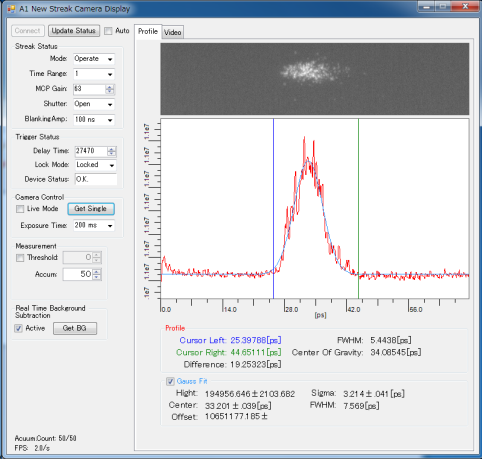 A1 New Streak Camera Display
Connect Update Status Auto
Profile Video
Streak Status
Mode: Operate
Time Range: 1
MCP Gain: 63
Shutter: Open
BlankingAmp: 100 ns
Trigger Status
Delay Time: 27470
Lock Mode: Locked
Device Status: O.K.
Camera Control
Live Mode Get Single
Exposure Time: 200 ms
Measurement
Threshold 0
Accum: 50
Real Time Background
Subtraction
Active Get BG
Acuum.Count: 50/50
FPS: 2.0/s
1.1e7
1.1e7
1.1e7
1.1e7
1.1e7
1.1e7
1.1e7
1.1e7
.1e7
0.0 14.0 28.0 42.0 56.0
[ps]
Profile
Cursor Left: 25.39788[ps] FWHM: 5.4438[ps]
Cursor Right: 44.65111[ps] Center Of Gravity: 34.08545[ps]
Difference: 19.25323[ps]
Gauss Fit
Hight: 194956.646±2103.682 Sigma: 3.214±.041[ps]
Center: 33.201±.039[ps] FWHM: 7.569[ps]
Offset: 10651177.185±